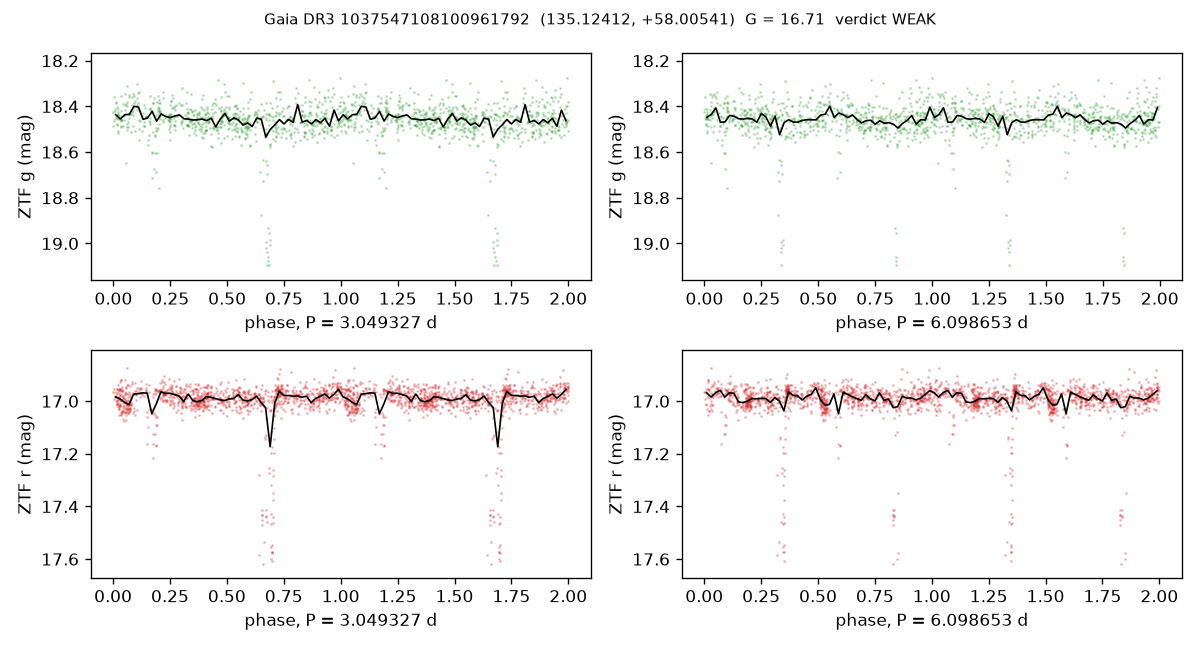 Gaia DR3 1037547108100961792 (135.12412, +58.00541) G = 16.71 verdict WEAK
ZTF g (mag)
18.2
18.4
18.6
18.8
19.0
0.00 0.25 0.50 0.75 1.00 1.25 1.50 1.75 2.00
phase, P = 3.049327 d
ZTF g (mag)
18.2
18.4
18.6
18.8
19.0
0.00 0.25 0.50 0.75 1.00 1.25 1.50 1.75 2.00
phase, P = 6.098653 d
ZTF r (mag)
17.0
17.2
17.4
17.6
0.00 0.25 0.50 0.75 1.00 1.25 1.50 1.75 2.00
phase, P = 3.049327 d
ZTF r (mag)
17.0
17.2
17.4
17.6
0.00 0.25 0.50 0.75 1.00 1.25 1.50 1.75 2.00
phase, P = 6.098653 d